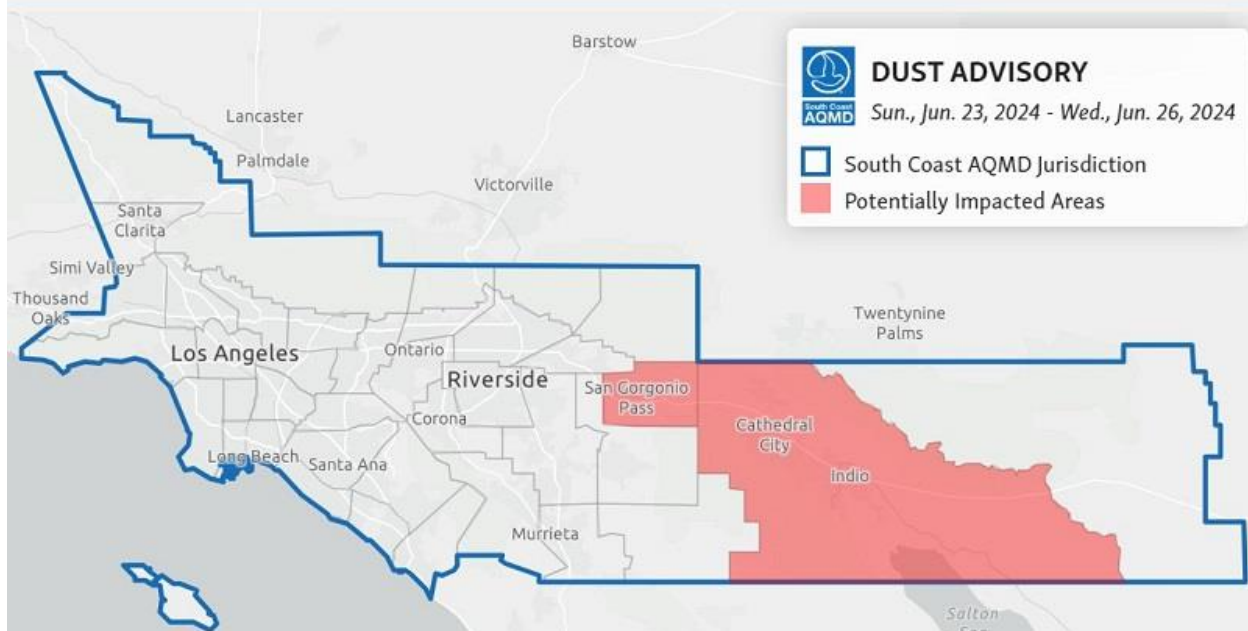 Barstow
DUST ADVISORY
South Coast
AQMD
Sun., Jun. 23, 2024 - Wed., Jun. 26, 2024
South Coast AQMD Jurisdiction
Potentially Impacted Areas
Lancaster
Palmdale
Victorville
Santa
Clarita
Simi Valley
Thousand
Oaks
Twentynine
Palms
Los Angeles
Ontario
Riverside
San Gorgonio
Pass
Corona
Cathedral
City
Long Beach
Santa Ana
Indio
Murrieta
Salton